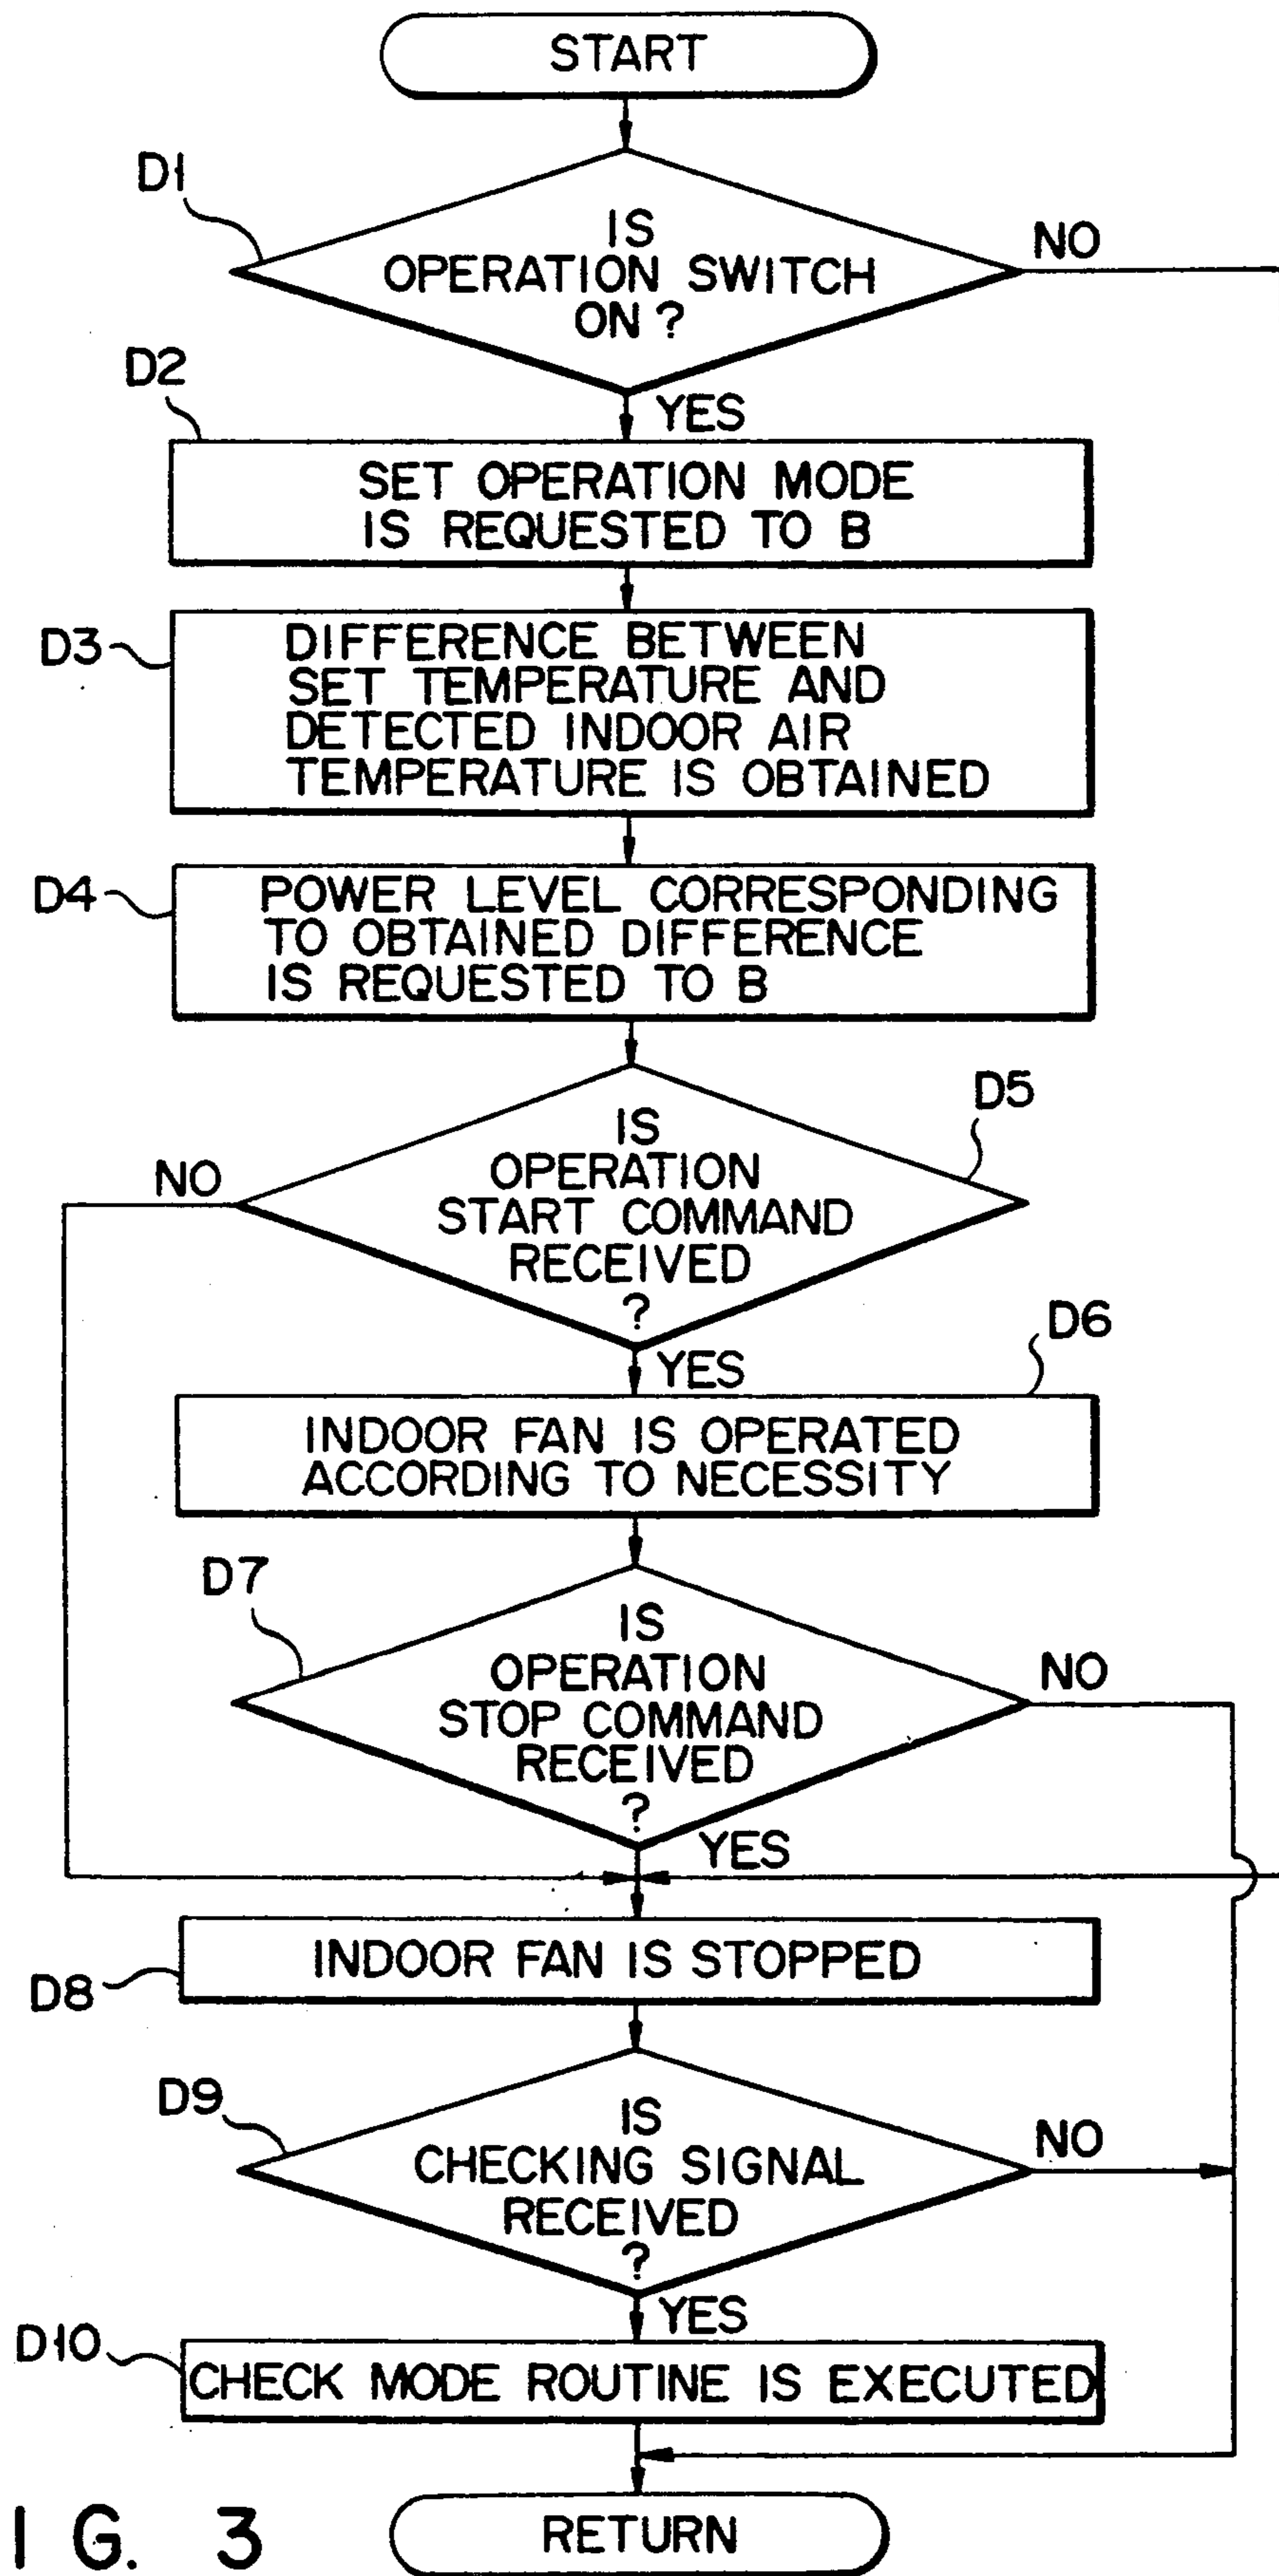 START
D1
IS
OPERATION SWITCH
ON ?
NO
YES
D2
SET OPERATION MODE
IS REQUESTED TO B
D3
DIFFERENCE BETWEEN
SET TEMPERATURE AND
DETECTED INDOOR AIR
TEMPERATURE IS OBTAINED
D4
POWER LEVEL CORRESPONDING
TO OBTAINED DIFFERENCE
IS REQUESTED TO B
D5
IS
OPERATION
START COMMAND
RECEIVED
?
NO
YES
D6
INDOOR FAN IS OPERATED
ACCORDING TO NECESSITY
D7
IS
OPERATION
STOP COMMAND
RECEIVED
?
NO
YES
D8
INDOOR FAN IS STOPPED
D9
IS
CHECKING SIGNAL
RECEIVED
?
NO
YES
D10
CHECK MODE ROUTINE IS EXECUTED
RETURN
I G. 3